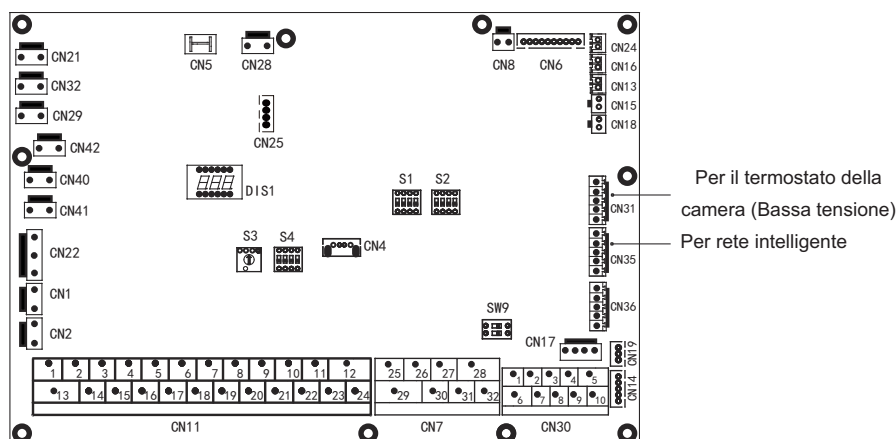 CN21
CN32
CN29
CN42
CN40
CN41
CN22
CN1
CN2
CN5
CN28
CN25
DIS1
S3
S4
CN4
S1
S2
SW9
CN8
CN6
CN24
CN16
CN13
CN15
CN18
CN31
CN35
CN36
CN17
CN19
CN14
Per il termostato della
camera (Bassa tensione)
Per rete intelligente
1 2 3 4 5 6 7 8 9 10 11 12
13 14 15 16 17 18 19 20 21 22 23 24
CN11
25 26 27 28
29 30 31 32
CN7
1 2 3 4 5
6 7 8 9 10
CN30